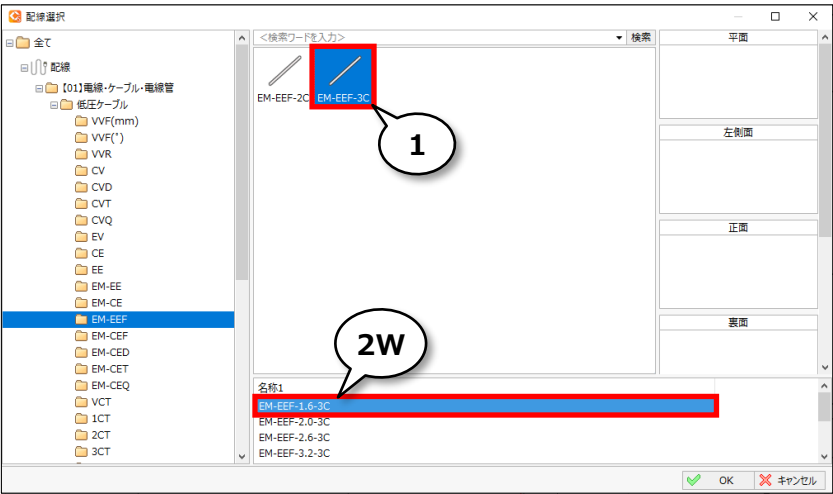 配線選択
全て
配線
【01】電線・ケーブル・電線管
低圧ケーブル
VVF(mm)
VVF(")
VVR
CV
CVD
CVT
CVQ
EV
CE
EE
EM-EE
EM-CE
EM-EEF
EM-CEF
EM-CED
EM-CET
EM-CEQ
VCT
1CT
2CT
3CT
<検索ワードを入力>
検索
EM-EEF-2C
EM-EEF-3C
1
2W
名称1
EM-EEF-1.6-3C
EM-EEF-2.0-3C
EM-EEF-2.6-3C
EM-EEF-3.2-3C
平面
左側面
正面
裏面
OK
キャンセル